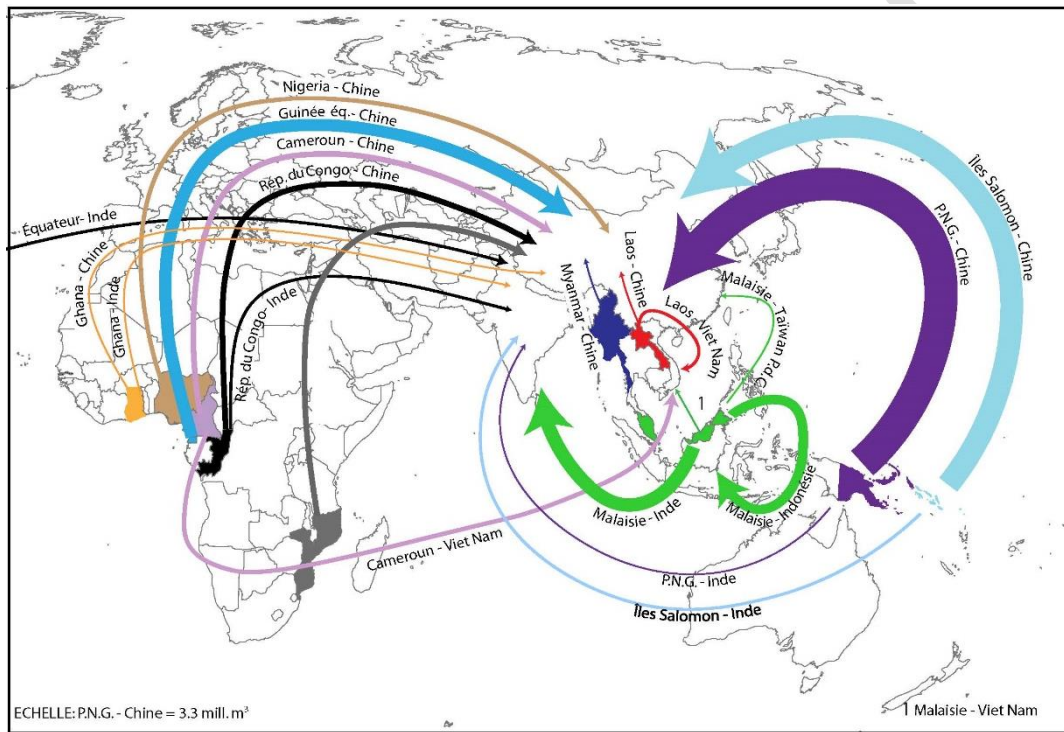 Nigeria - Chine
Guinée éq.- Chine
Cameroun - Chine
Rép. du Congo - Chine
Équateur- Inde
Ghana - Chine
Ghana - Inde
Rép. du Congo- Inde
Cameroun - Viet Nam
Myanmar - Chine
Laos - Chine
Laos - Viet Nam
Malaisie - Taïwan P.d.C.
1
Îles Salomon - Chine
P.N.G. - Chine
Malaisie - Inde
Malaisie - Indonésie
P.N.G. - Inde
Îles Salomon - Inde
ECHELLE: P.N.G. - Chine = 3.3 mill. m³
1 Malaisie - Viet Nam